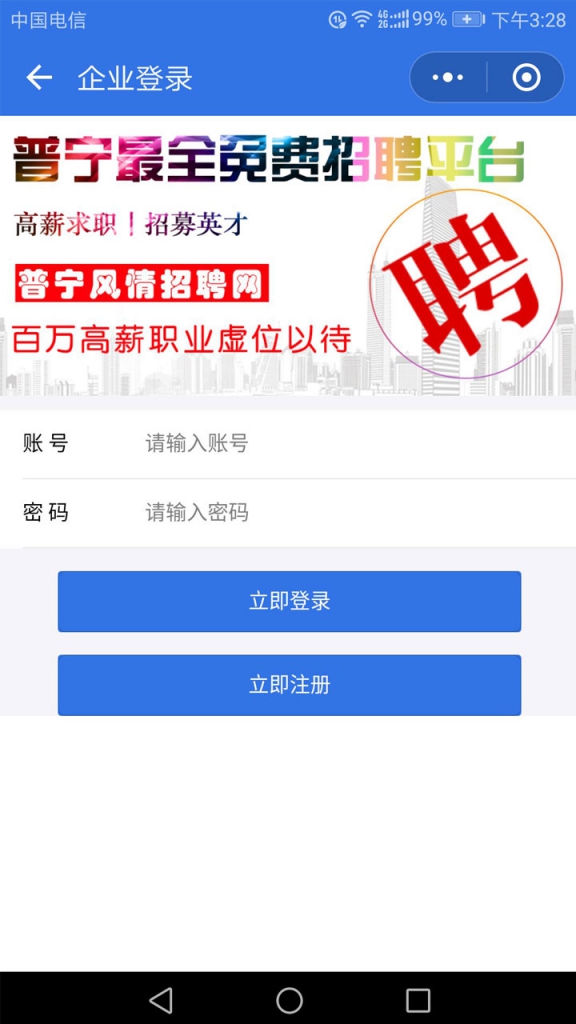 中国电信 4G 2G 99% 下午3:28
企业登录
普宁最全免费招聘平台
高薪求职 | 招募英才
普宁风情招聘网
聘
百万高薪职业虚位以待
账 号 请输入账号
密 码 请输入密码
立即登录
立即注册